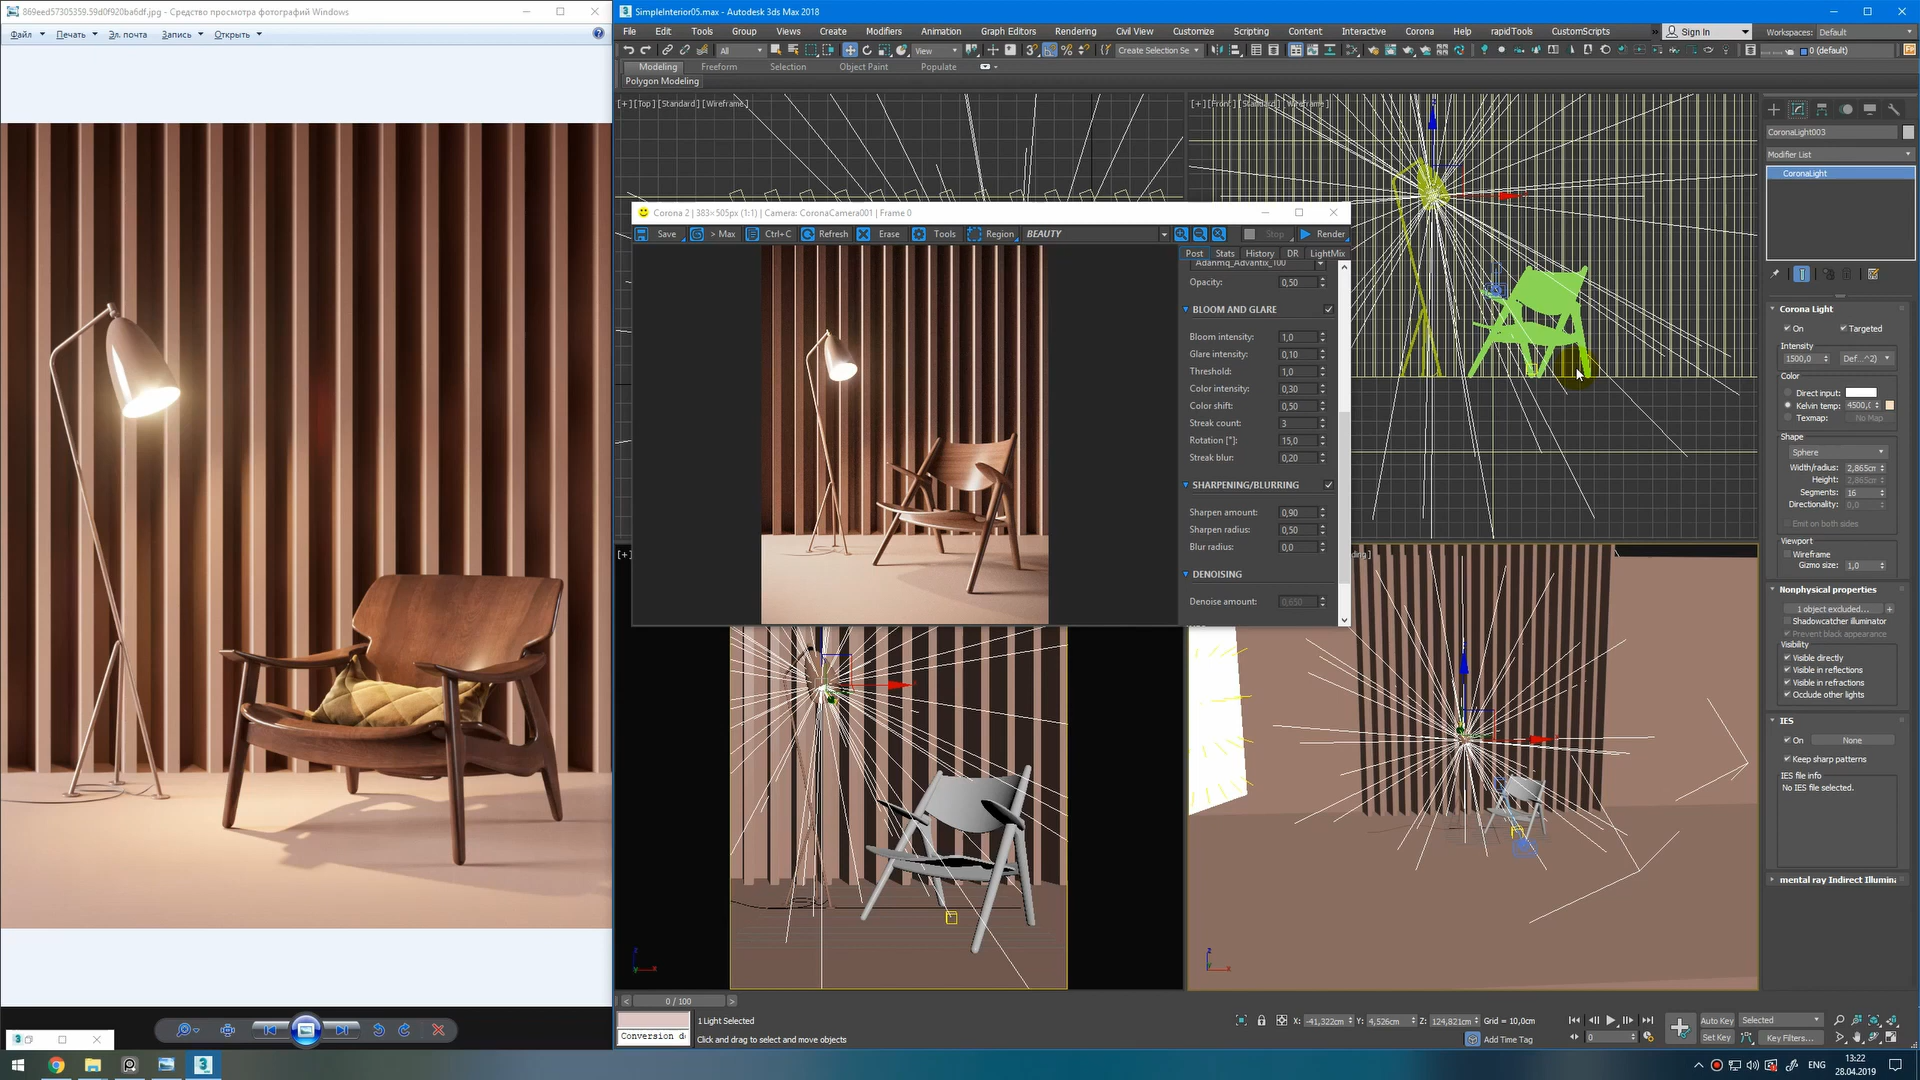 869eed57305359.59d0f920ba6df.jpg - Средство просмотра фотографий Windows
Файл Печать Эл. почта Запись Открыть
SimpleInterior05.max - Autodesk 3ds Max 2018
File Edit Tools Group Views Create Modifiers Animation Graph Editors Rendering Civil View Customize Scripting Content Interactive Corona Help rapidTools CustomScripts
Sign In
Workspaces: Default
All
View
Create Selection Se
0 (default)
Modeling Freeform Selection Object Paint Populate
Polygon Modeling
[+] [Top] [Standard] [Wireframe]
[+] [Front] [Standard] [Wireframe]
CoronaLight003
Modifier List
CoronaLight
Corona 2 | 383×505px (1:1) | Camera: CoronaCamera001 | Frame 0
Save > Max Ctrl+C Refresh Erase Tools Region BEAUTY Stop Render
Post Stats History DR LightMix
Opacity: 0,50
BLOOM AND GLARE
Bloom intensity: 1,0
Glare intensity: 0,10
Threshold: 1,0
Color intensity: 0,30
Color shift: 0,50
Streak count: 3
Rotation [°]: 15,0
Streak blur: 0,20
SHARPENING/BLURRING
Sharpen amount: 0,90
Sharpen radius: 0,50
Blur radius: 0,0
DENOISING
Denoise amount: 0,650
Corona Light
On Targeted
Intensity
1500,0 Def...^2)
Color
Direct input:
Kelvin temp: 4500,(
Texmap: No Map
Shape
Sphere
Width/radius: 2,865cm
Height: 2,865cm
Segments: 16
Directionality: 0,0
Emit on both sides
Viewport
Wireframe
Gizmo size: 1,0
Nonphysical properties
1 object excluded... +
Shadowcatcher illuminator
Prevent black appearance
Visibility
Visible directly
Visible in reflections
Visible in refractions
Occlude other lights
IES
On None
Keep sharp patterns
IES file info
No IES file selected.
mental ray Indirect Illumina
[+]
ding ]
0 / 100
Conversion d
1 Light Selected
Click and drag to select and move objects
X: -41,322cm Y: 4,526cm Z: 124,821cm Grid = 10,0cm
Add Time Tag
0
Auto Key Selected
Set Key Key Filters...
ENG
13:22
28.04.2019